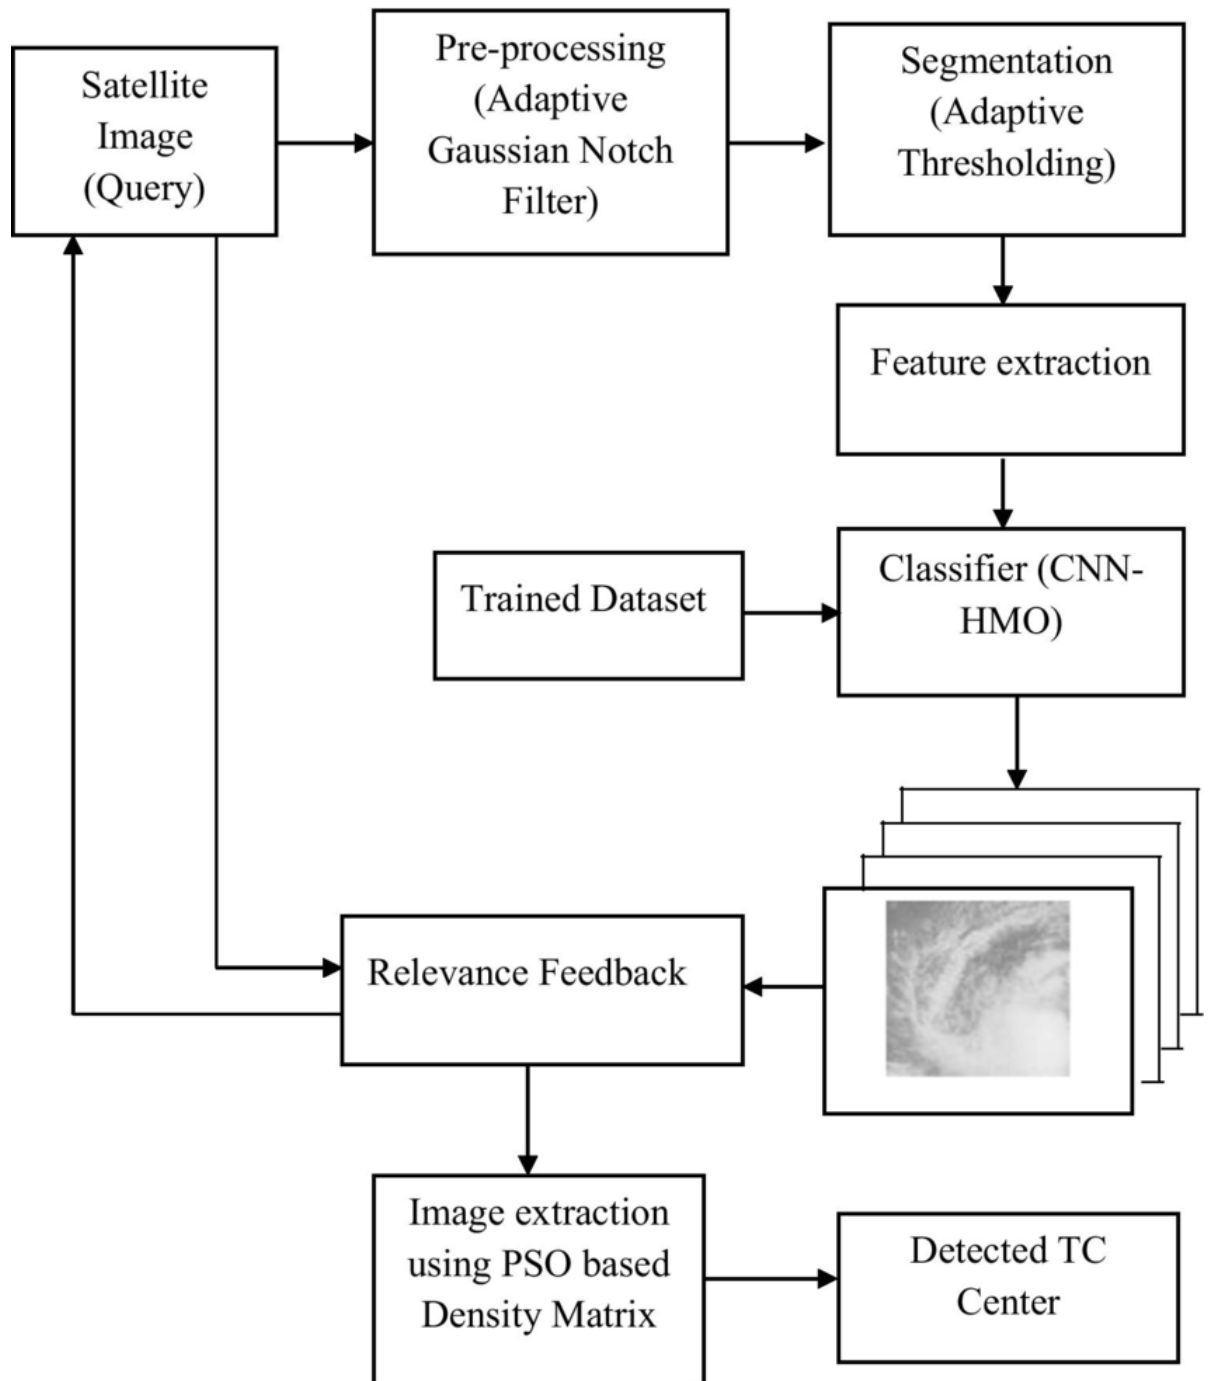 Satellite
Image
(Query)
Pre-processing
(Adaptive
Gaussian Notch
Filter)
Segmentation
(Adaptive
Thresholding)
Feature extraction
Trained Dataset
Classifier (CNN-
HMO)
Relevance Feedback
Image extraction
using PSO based
Density Matrix
Detected TC
Center